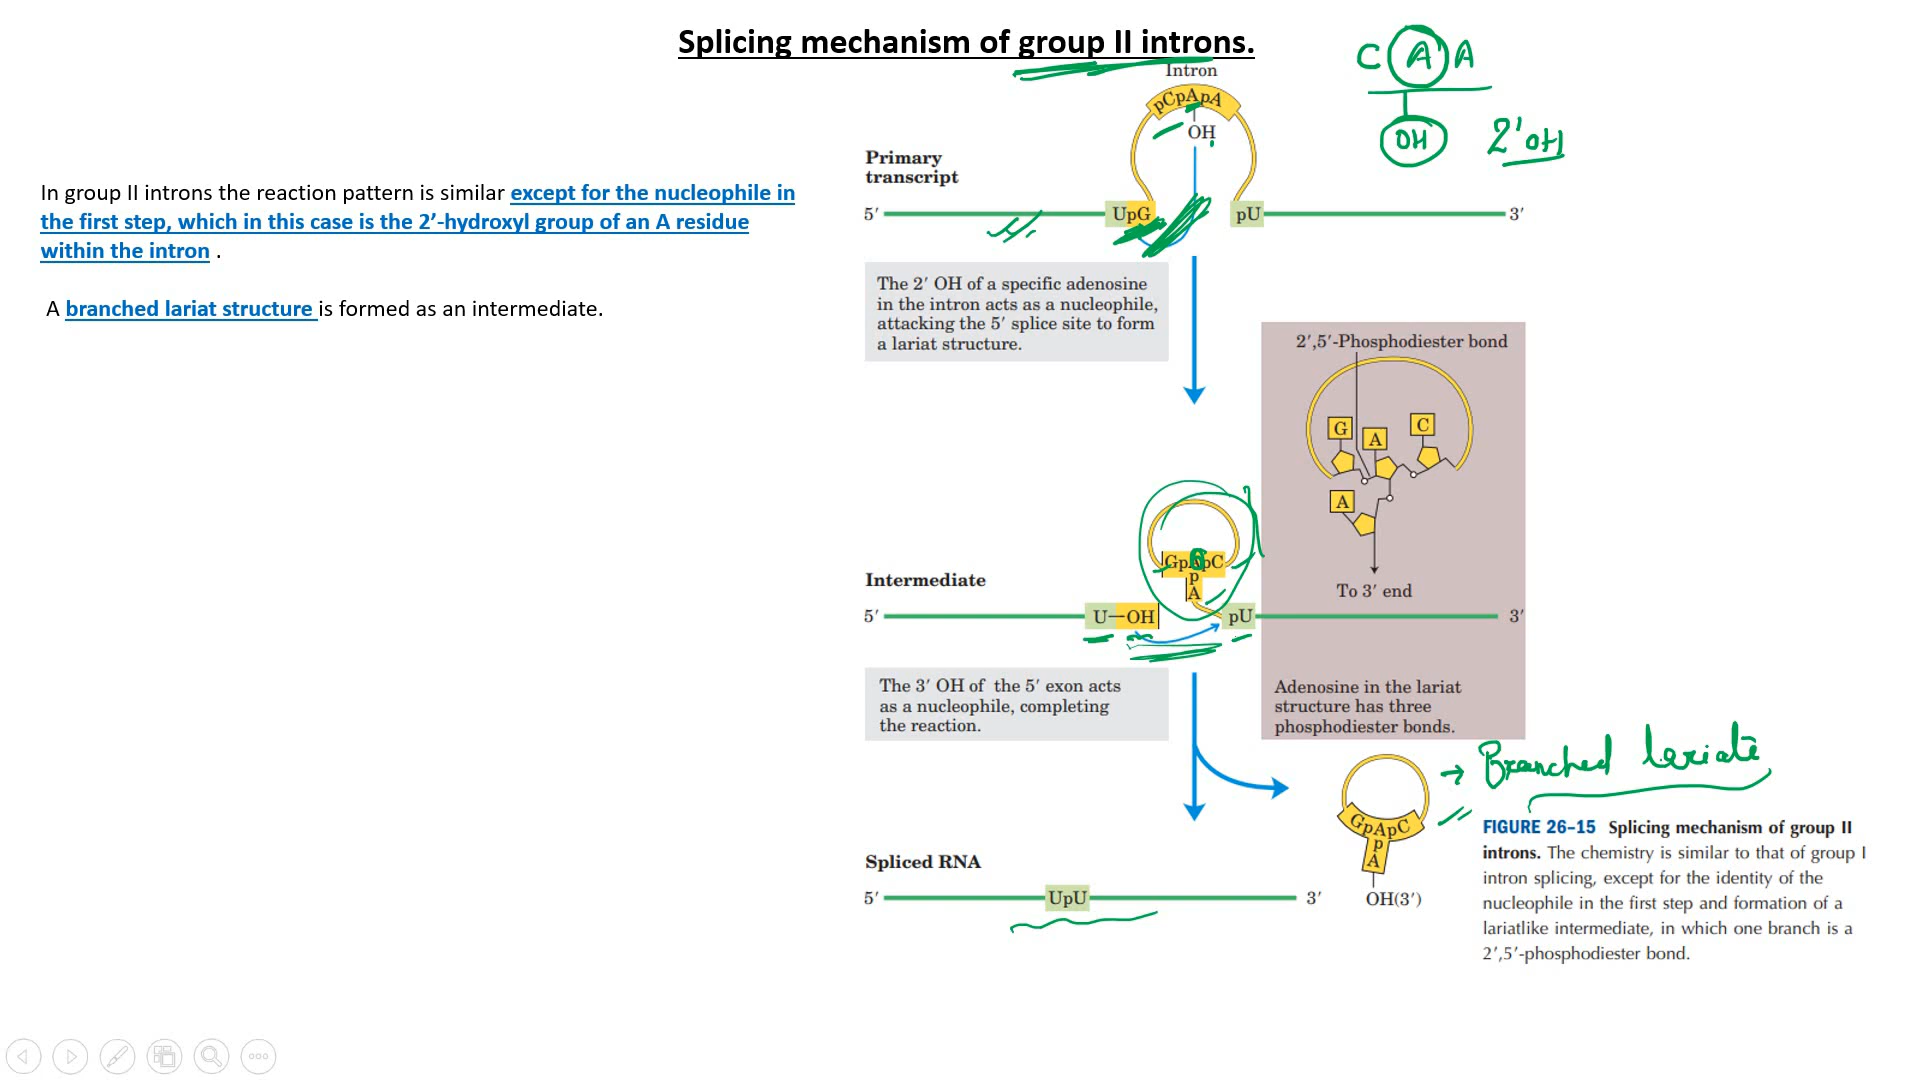 Splicing mechanism of group II introns.
C A A
OH 2'OH
Intron
pCpApA
OH
Primary
transcript
5′ UpG pU 3′
In group II introns the reaction pattern is similar except for the nucleophile in
the first step, which in this case is the 2’-hydroxyl group of an A residue
within the intron .
A branched lariat structure is formed as an intermediate.
The 2′ OH of a specific adenosine
in the intron acts as a nucleophile,
attacking the 5′ splice site to form
a lariat structure.
2′,5′-Phosphodiester bond
G A C
A
To 3′ end
Adenosine in the lariat
structure has three
phosphodiester bonds.
GpApC
p
A
Intermediate
5′ U—OH pU 3′
The 3′ OH of the 5′ exon acts
as a nucleophile, completing
the reaction.
→ Branched lariate
GpApC
p
A
OH(3′)
Spliced RNA
5′ UpU 3′
FIGURE 26–15 Splicing mechanism of group II
introns. The chemistry is similar to that of group I
intron splicing, except for the identity of the
nucleophile in the first step and formation of a
lariatlike intermediate, in which one branch is a
2′,5′-phosphodiester bond.